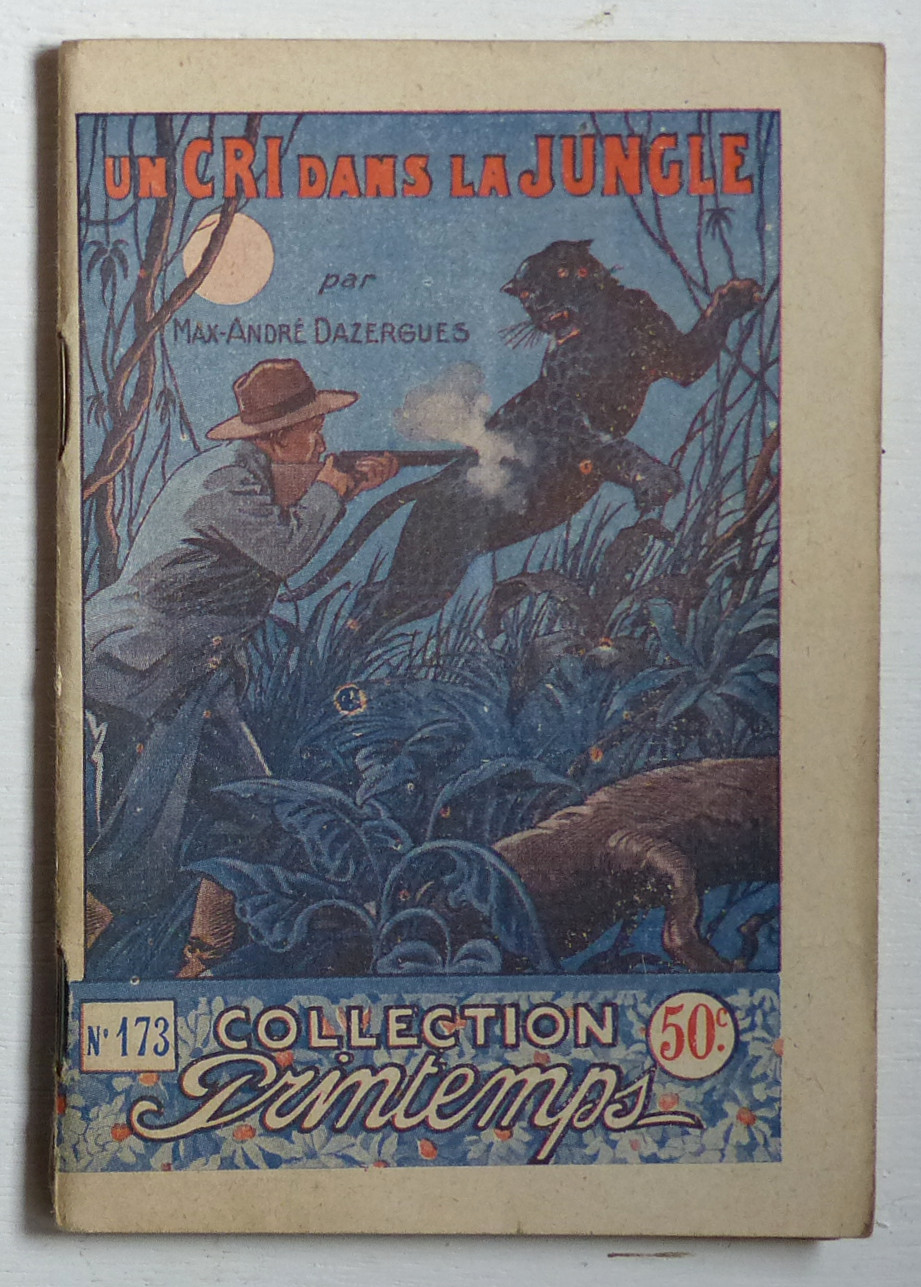 UN CRI DANS LA JUNGLE
par
MAX-ANDRÉ DAZERGUES
N° 173
COLLECTION
50c.
Printemps